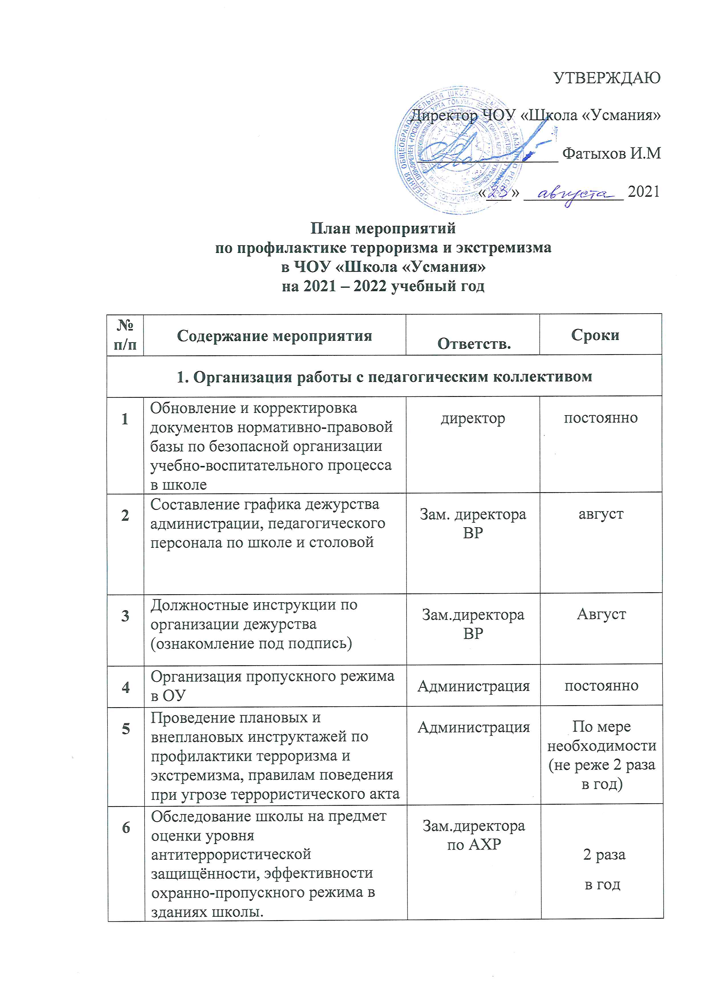 УТВЕРЖДАЮ
Директор ЧОУ «Школа «Усмания»
Фатыхов И.М
«23» августа 2021
План мероприятий
по профилактике терроризма и экстремизма
в ЧОУ «Школа «Усмания»
на 2021 – 2022 учебный год
№ п/п
Содержание мероприятия
Ответств.
Сроки
1. Организация работы с педагогическим коллективом
1
Обновление и корректировка
документов нормативно-правовой
базы по безопасной организации
учебно-воспитательного процесса
в школе
директор
постоянно
2
Составление графика дежурства
администрации, педагогического
персонала по школе и столовой
Зам. директора
ВР
август
3
Должностные инструкции по
организации дежурства
(ознакомление под подпись)
Зам.директора
ВР
Август
4
Организация пропускного режима
в ОУ
Администрация
постоянно
5
Проведение плановых и
внеплановых инструктажей по
профилактики терроризма и
экстремизма, правилам поведения
при угрозе террористического акта
Администрация
По мере
необходимости
(не реже 2 раза
в год)
6
Обследование школы на предмет
оценки уровня
антитеррористической
защищённости, эффективности
охранно-пропускного режима в
зданиях школы.
Зам.директора
по АХР
2 раза
в год